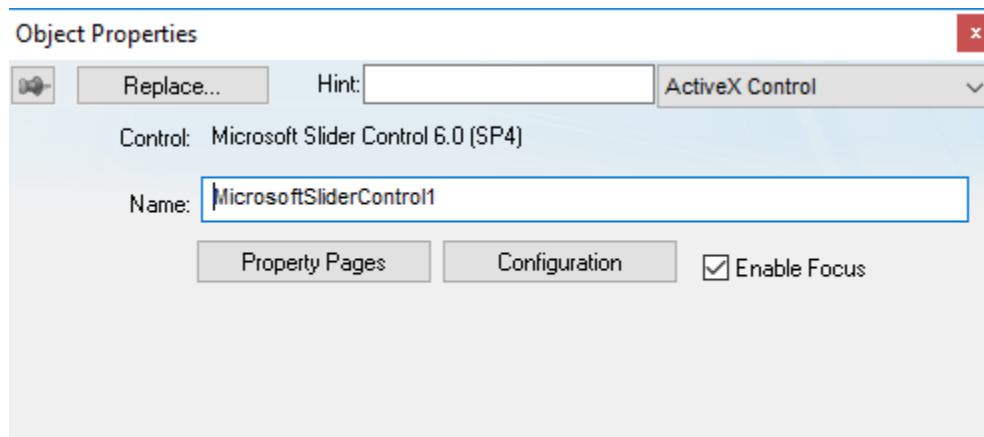 Object Properties
x
Replace... Hint: ActiveX Control
Control: Microsoft Slider Control 6.0 (SP4)
Name: MicrosoftSliderControl1
Property Pages Configuration Enable Focus